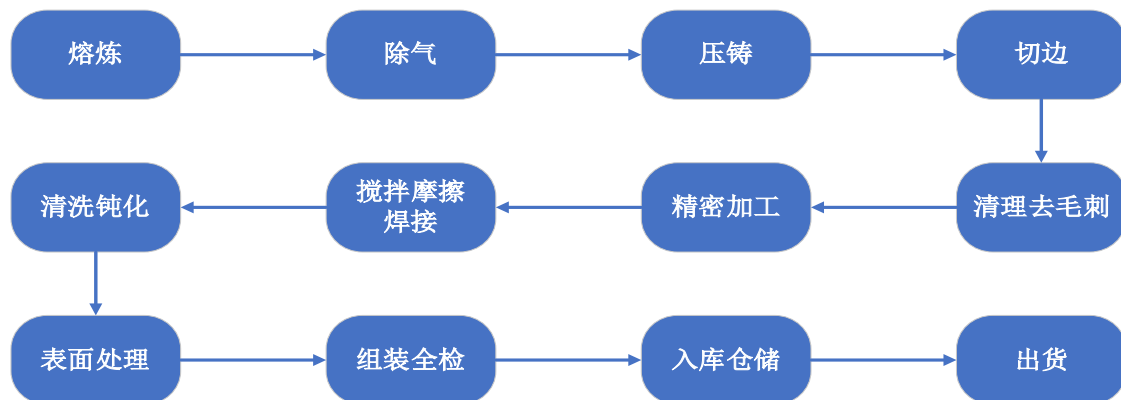 熔炼
除气
压铸
切边
清理去毛刺
精密加工
搅拌摩擦
焊接
清洗钝化
表面处理
组装全检
入库仓储
出货